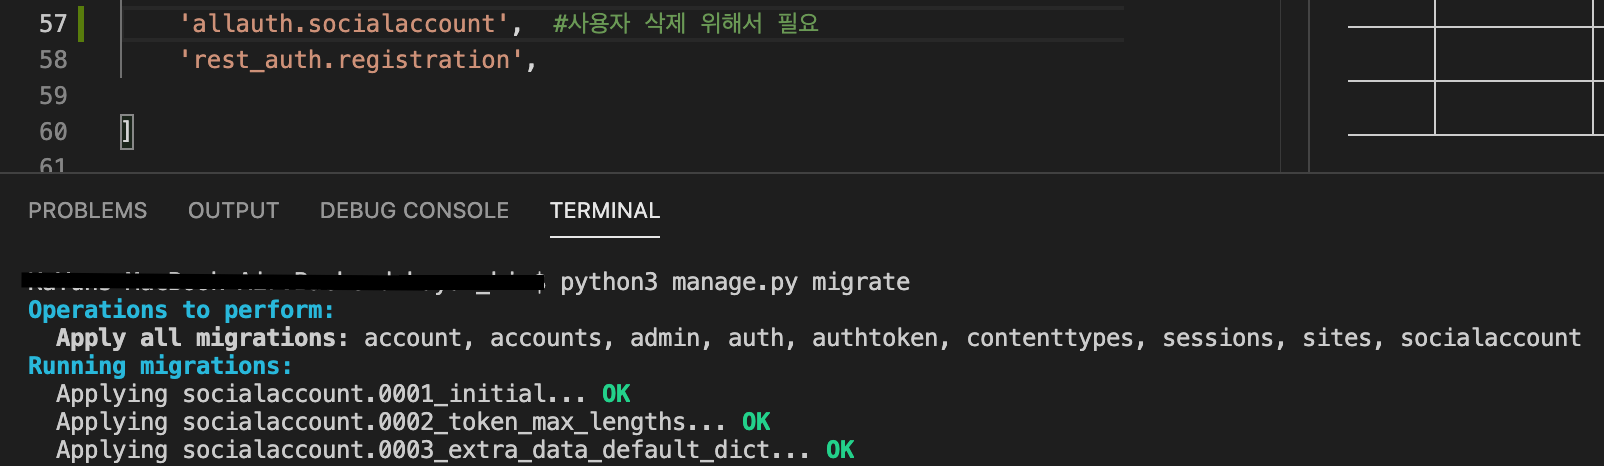 57 'allauth.socialaccount', #사용자 삭제 위해서 필요
58 'rest_auth.registration',
59
60 ]
61
PROBLEMS OUTPUT DEBUG CONSOLE TERMINAL
$ python3 manage.py migrate
Operations to perform:
Apply all migrations: account, accounts, admin, auth, authtoken, contenttypes, sessions, sites, socialaccount
Running migrations:
Applying socialaccount.0001_initial... OK
Applying socialaccount.0002_token_max_lengths... OK
Applying socialaccount.0003_extra_data_default_dict... OK